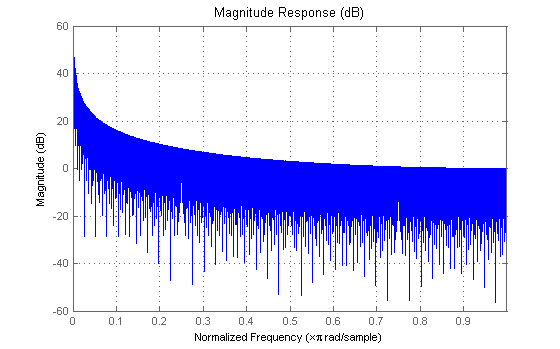 Magnitude Response (dB)
60
40
20
0
-20
-40
-60
Magnitude (dB)
0 0.1 0.2 0.3 0.4 0.5 0.6 0.7 0.8 0.9
Normalized Frequency (×π rad/sample)